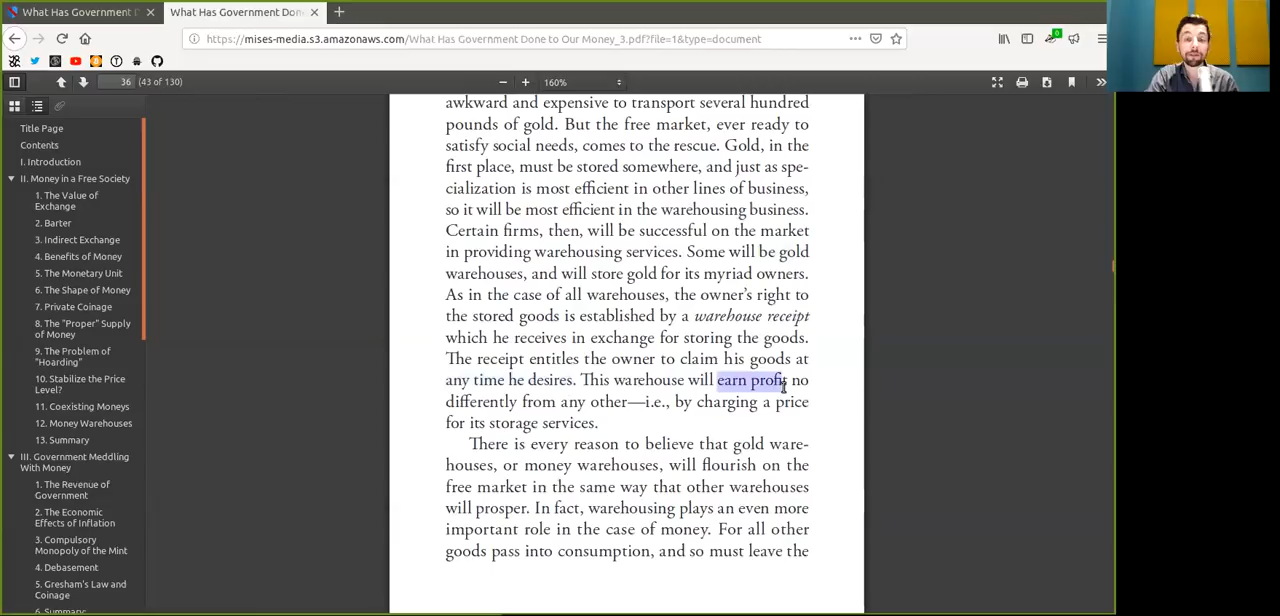 What Has Government I
What Has Government Don
https://mises-media.s3.amazonaws.com/What Has Government Done to Our Money_3.pdf?file=1&type=document
0
36
(43 of 130)
160%
Title Page
Contents
I. Introduction
II. Money in a Free Society
1. The Value of
Exchange
2. Barter
3. Indirect Exchange
4. Benefits of Money
5. The Monetary Unit
6. The Shape of Money
7. Private Coinage
8. The "Proper" Supply
of Money
9. The Problem of
"Hoarding"
10. Stabilize the Price
Level?
11. Coexisting Moneys
12. Money Warehouses
13. Summary
III. Government Meddling
With Money
1. The Revenue of
Government
2. The Economic
Effects of Inflation
3. Compulsory
Monopoly of the Mint
4. Debasement
5. Gresham's Law and
Coinage
6. Summary
awkward and expensive to transport several hundred
pounds of gold. But the free market, ever ready to
satisfy social needs, comes to the rescue. Gold, in the
first place, must be stored somewhere, and just as spe-
cialization is most efficient in other lines of business,
so it will be most efficient in the warehousing business.
Certain firms, then, will be successful on the market
in providing warehousing services. Some will be gold
warehouses, and will store gold for its myriad owners.
As in the case of all warehouses, the owner's right to
the stored goods is established by a warehouse receipt
which he receives in exchange for storing the goods.
The receipt entitles the owner to claim his goods at
any time he desires. This warehouse will earn profit no
differently from any other—i.e., by charging a price
for its storage services.
There is every reason to believe that gold ware-
houses, or money warehouses, will flourish on the
free market in the same way that other warehouses
will prosper. In fact, warehousing plays an even more
important role in the case of money. For all other
goods pass into consumption, and so must leave the